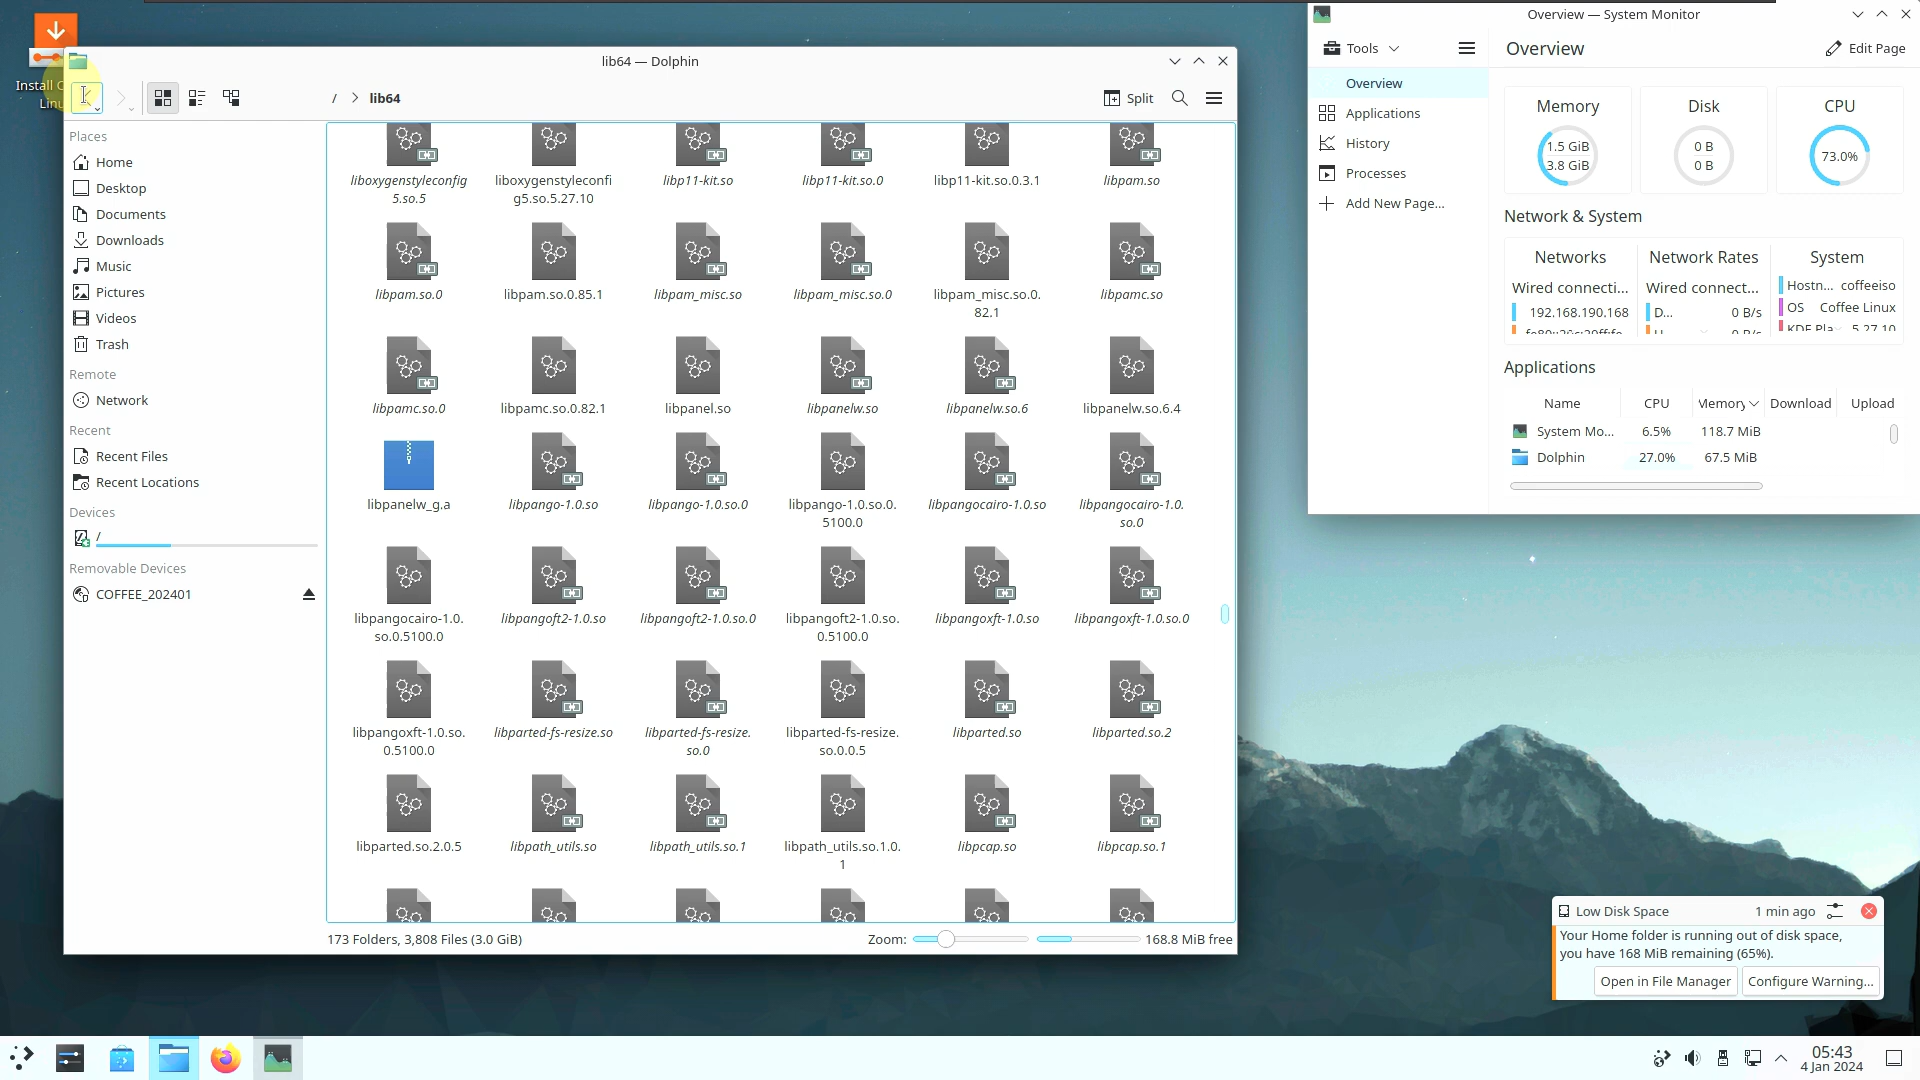 Install C
Linu
lib64 — Dolphin
/ > lib64
Split
Places
Home
Desktop
Documents
Downloads
Music
Pictures
Videos
Trash
Remote
Network
Recent
Recent Files
Recent Locations
Devices
/
Removable Devices
COFFEE_202401
liboxygenstyleconfig
5.so.5
liboxygenstyleconfi
g5.so.5.27.10
libp11-kit.so
libp11-kit.so.0
libp11-kit.so.0.3.1
libpam.so
libpam.so.0
libpam.so.0.85.1
libpam_misc.so
libpam_misc.so.0
libpam_misc.so.0.
82.1
libpamc.so
libpamc.so.0
libpamc.so.0.82.1
libpanel.so
libpanelw.so
libpanelw.so.6
libpanelw.so.6.4
libpanelw_g.a
libpango-1.0.so
libpango-1.0.so.0
libpango-1.0.so.0.
5100.0
libpangocairo-1.0.so
libpangocairo-1.0.
so.0
libpangocairo-1.0.
so.0.5100.0
libpangoft2-1.0.so
libpangoft2-1.0.so.0
libpangoft2-1.0.so.
0.5100.0
libpangoxft-1.0.so
libpangoxft-1.0.so.0
libpangoxft-1.0.so.
0.5100.0
libparted-fs-resize.so
libparted-fs-resize.
so.0
libparted-fs-resize.
so.0.0.5
libparted.so
libparted.so.2
libparted.so.2.0.5
libpath_utils.so
libpath_utils.so.1
libpath_utils.so.1.0.
1
libpcap.so
libpcap.so.1
173 Folders, 3,808 Files (3.0 GiB)
Zoom:
168.8 MiB free
Overview — System Monitor
Tools
Overview
Edit Page
Overview
Applications
History
Processes
Add New Page...
Memory
1.5 GiB
3.8 GiB
Disk
0 B
0 B
CPU
73.0%
Network & System
Networks
Wired connecti...
192.168.190.168
Network Rates
Wired connect...
D... 0 B/s
0 B/s
System
Hostn... coffeeiso
OS Coffee Linux
KDE Pla 5.27.10
Applications
Name CPU Memory Download Upload
System Mo... 6.5% 118.7 MiB
Dolphin 27.0% 67.5 MiB
Low Disk Space 1 min ago
Your Home folder is running out of disk space,
you have 168 MiB remaining (65%).
Open in File Manager
Configure Warning...
05:43
4 Jan 2024